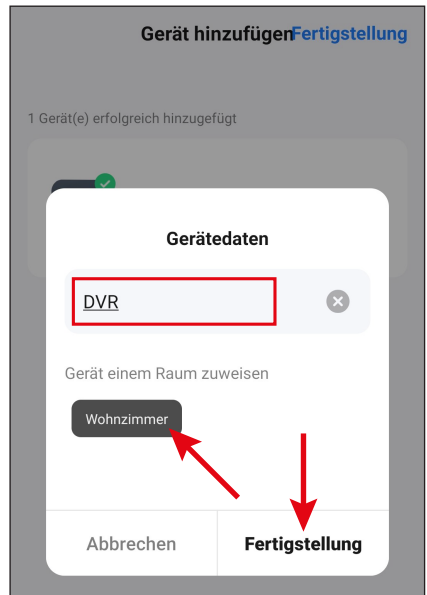 Gerät hinzufügen Fertigstellung
1 Gerät(e) erfolgreich hinzugefügt
Gerätedaten
DVR
Gerät einem Raum zuweisen
Wohnzimmer
Abbrechen Fertigstellung